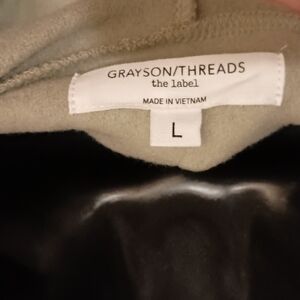 GRAYSON/THREADS
the label
MADE IN VIETNAM
L